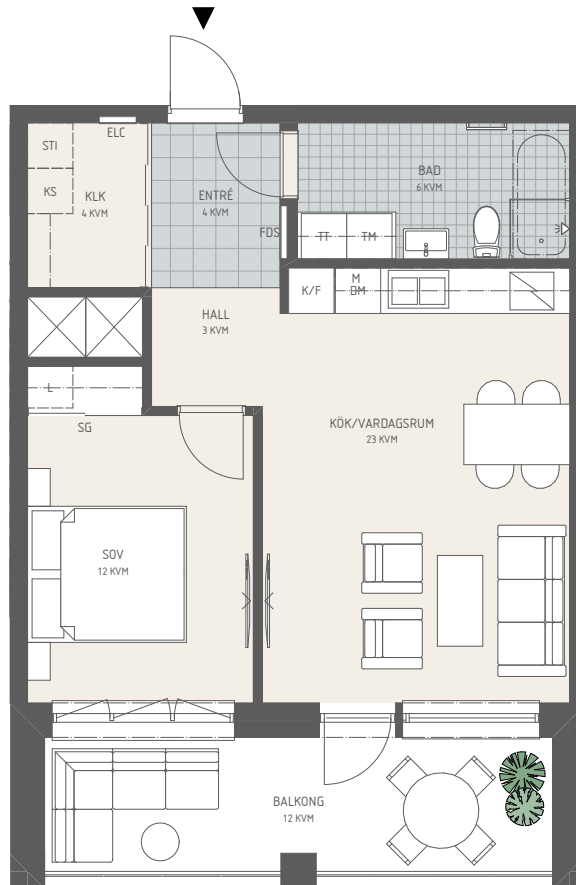 ELC
STI
KS
KLK
4 KVM
ENTRÉ
4 KVM
BAD
6 KVM
FDS
TT
TM
K/F
M
DM
HALL
3 KVM
L
SG
KÖK/VARDAGSRUM
23 KVM
SOV
12 KVM
BALKONG
12 KVM